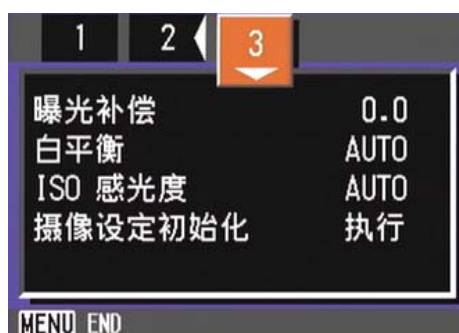 1 2 3
曝光补偿 0.0
白平衡 AUTO
ISO 感光度 AUTO
摄像设定初始化 执行
MENU END